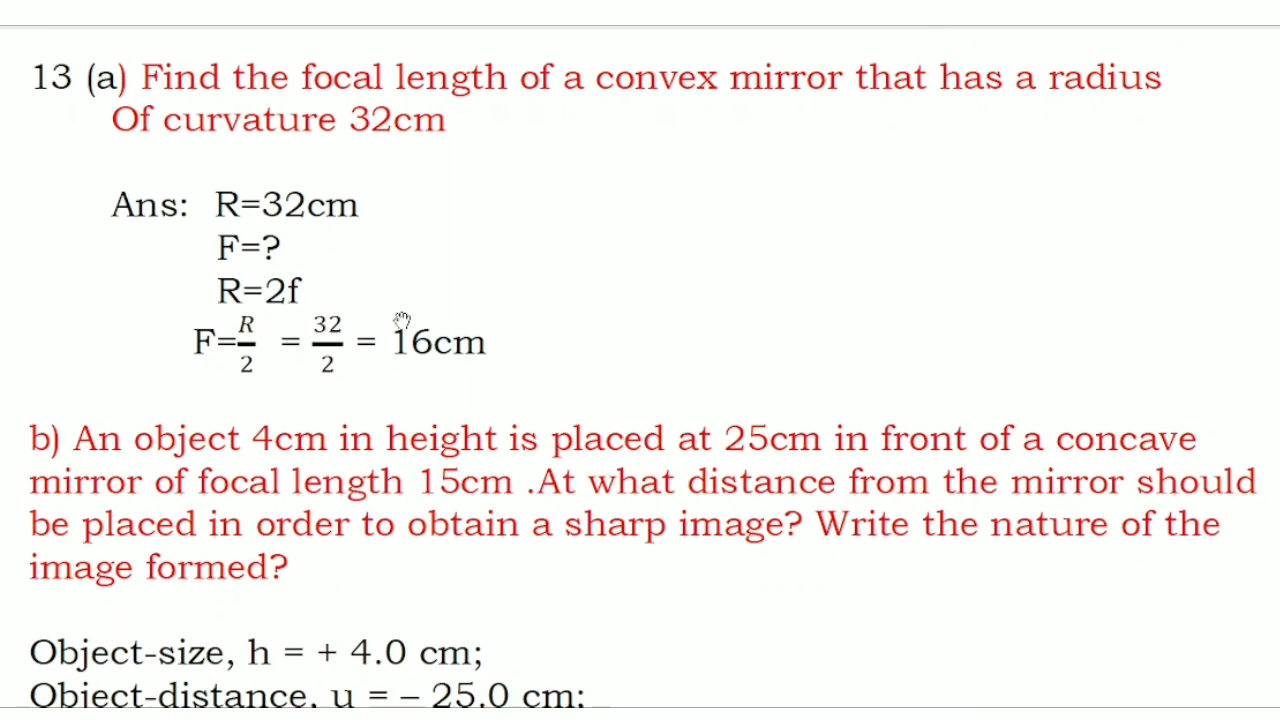 13 (a) Find the focal length of a convex mirror that has a radius
Of curvature 32cm
Ans: R=32cm
F=?
R=2f
F=R/2 = 32/2 = 16cm
b) An object 4cm in height is placed at 25cm in front of a concave
mirror of focal length 15cm .At what distance from the mirror should
be placed in order to obtain a sharp image? Write the nature of the
image formed?
Object-size, h = + 4.0 cm;
Object-distance, u = – 25.0 cm;